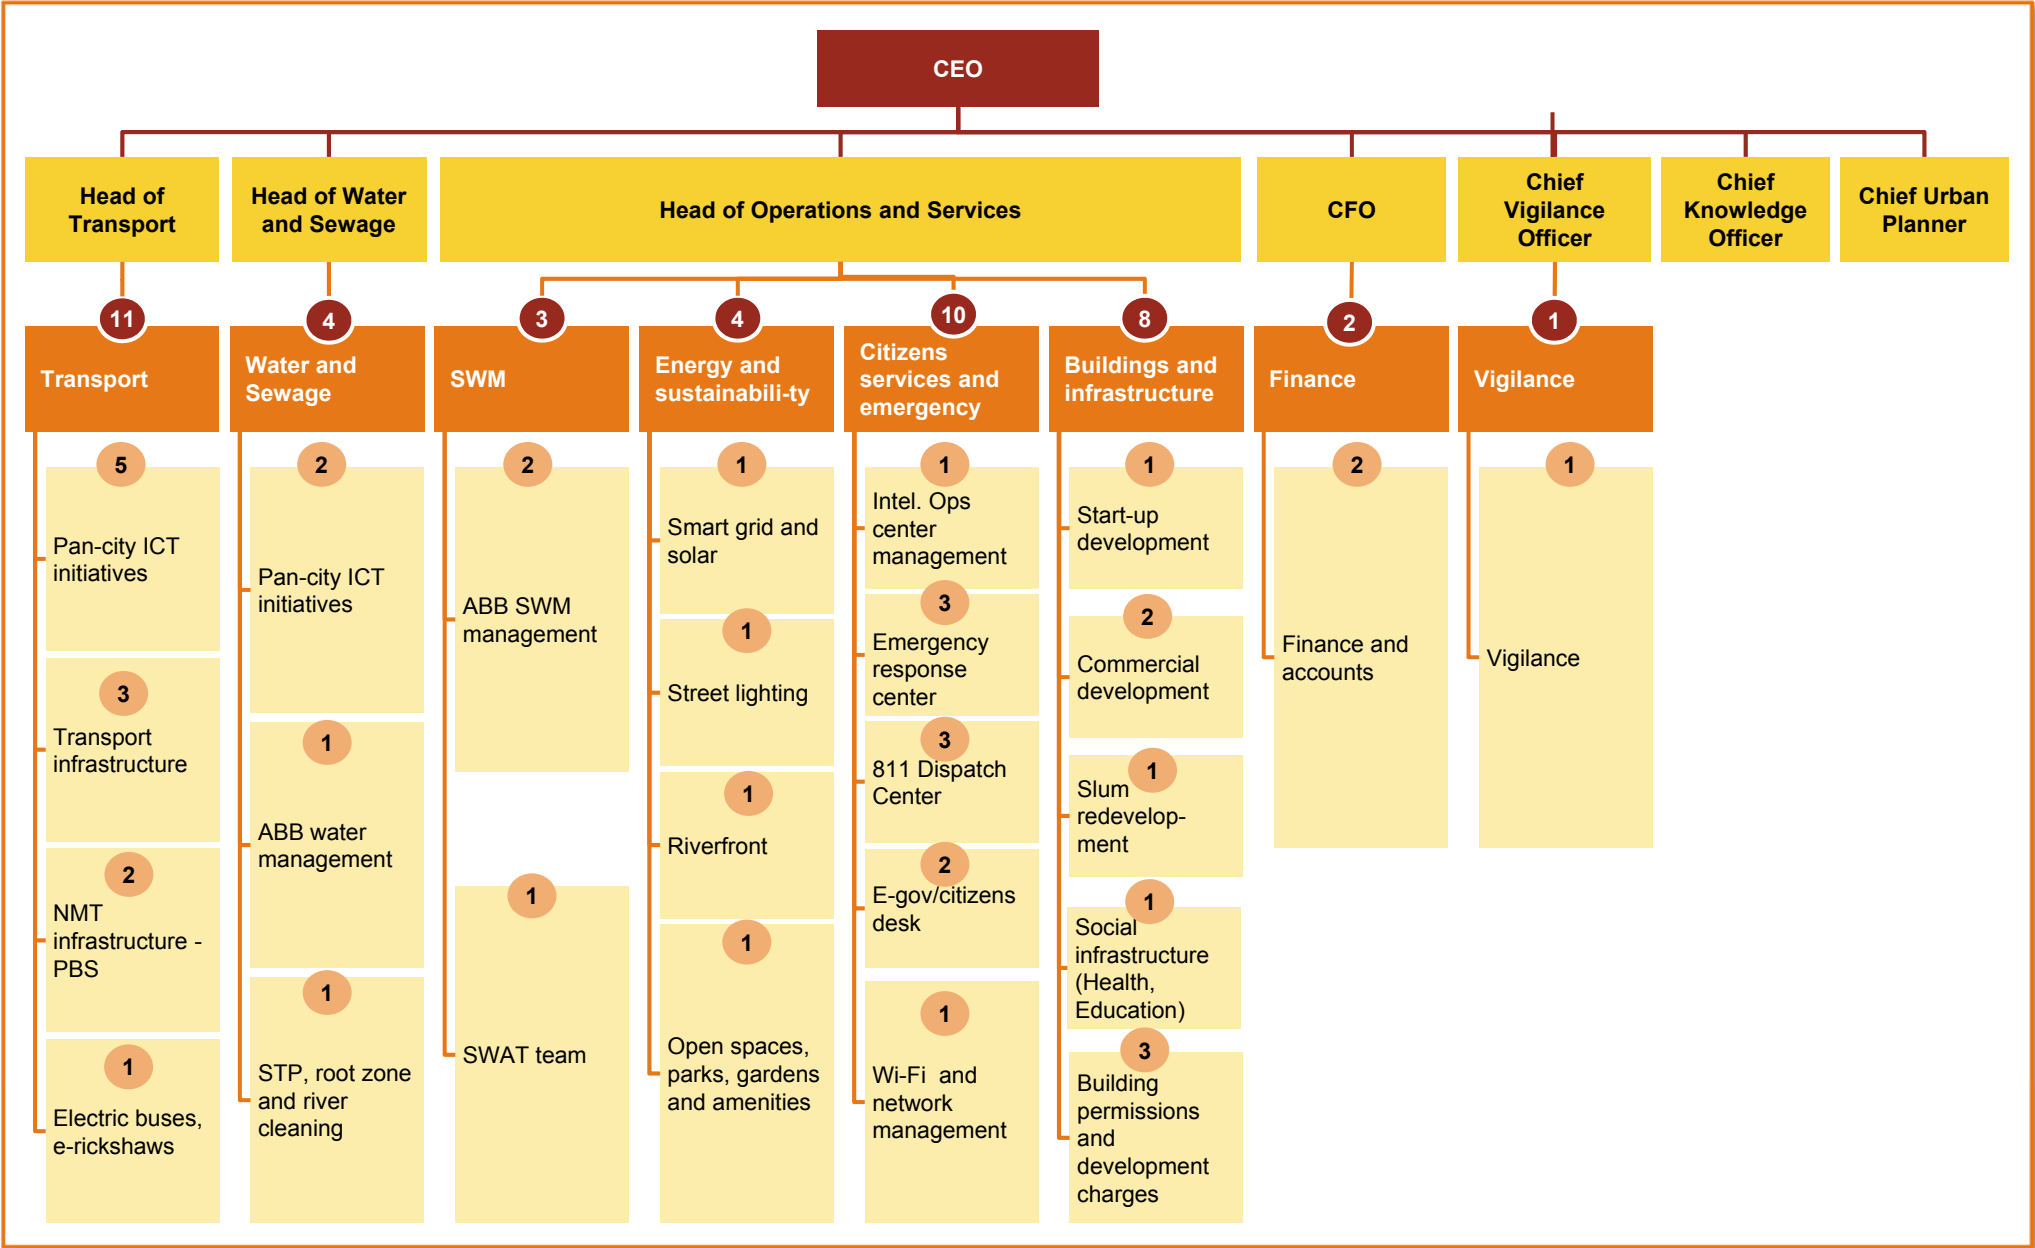 CEO
Head of
Transport
Head of Water
and Sewage
Head of Operations and Services
CFO
Chief
Vigilance
Officer
Chief
Knowledge
Officer
Chief Urban
Planner
11
Transport
5
Pan-city ICT
initiatives
3
Transport
infrastructure
2
NMT
infrastructure -
PBS
1
Electric buses,
e-rickshaws
4
Water and
Sewage
2
Pan-city ICT
initiatives
1
ABB water
management
1
STP, root zone
and river
cleaning
3
SWM
2
ABB SWM
management
1
SWAT team
4
Energy and
sustainabili-ty
1
Smart grid and
solar
1
Street lighting
1
Riverfront
1
Open spaces,
parks, gardens
and amenities
10
Citizens
services and
emergency
1
Intel. Ops
center
management
3
Emergency
response
center
3
811 Dispatch
Center
2
E-gov/citizens
desk
1
Wi-Fi  and
network
management
8
Buildings and
infrastructure
1
Start-up
development
2
Commercial
development
1
Slum
redevelop-
ment
1
Social
infrastructure
(Health,
Education)
3
Building
permissions
and
development
charges
2
Finance
2
Finance and
accounts
1
Vigilance
1
Vigilance